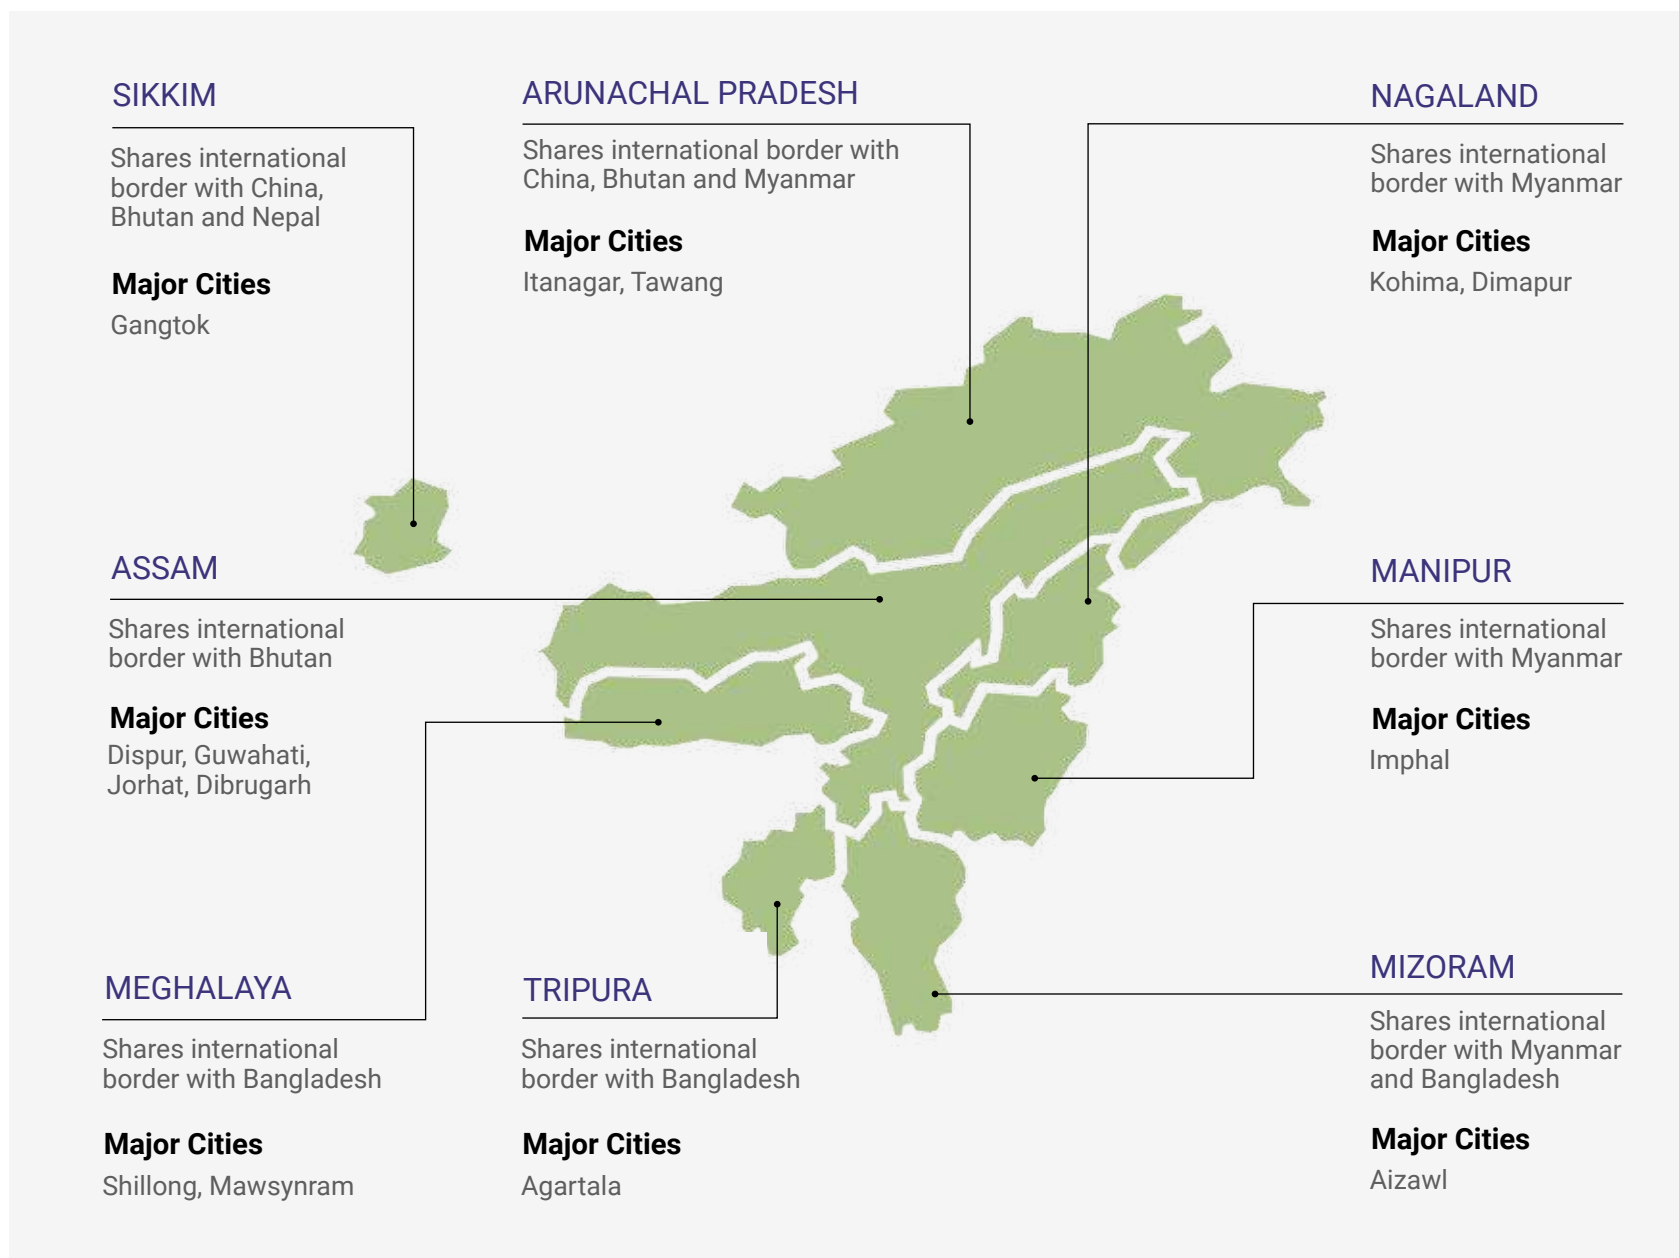 SIKKIM
Shares international
border with China,
Bhutan and Nepal
Major Cities
Gangtok
ARUNACHAL PRADESH
Shares international border with
China, Bhutan and Myanmar
Major Cities
Itanagar, Tawang
NAGALAND
Shares international
border with Myanmar
Major Cities
Kohima, Dimapur
ASSAM
Shares international
border with Bhutan
Major Cities
Dispur, Guwahati,
Jorhat, Dibrugarh
MANIPUR
Shares international
border with Myanmar
Major Cities
Imphal
MEGHALAYA
Shares international
border with Bangladesh
Major Cities
Shillong, Mawsynram
TRIPURA
Shares international
border with Bangladesh
Major Cities
Agartala
MIZORAM
Shares international
border with Myanmar
and Bangladesh
Major Cities
Aizawl